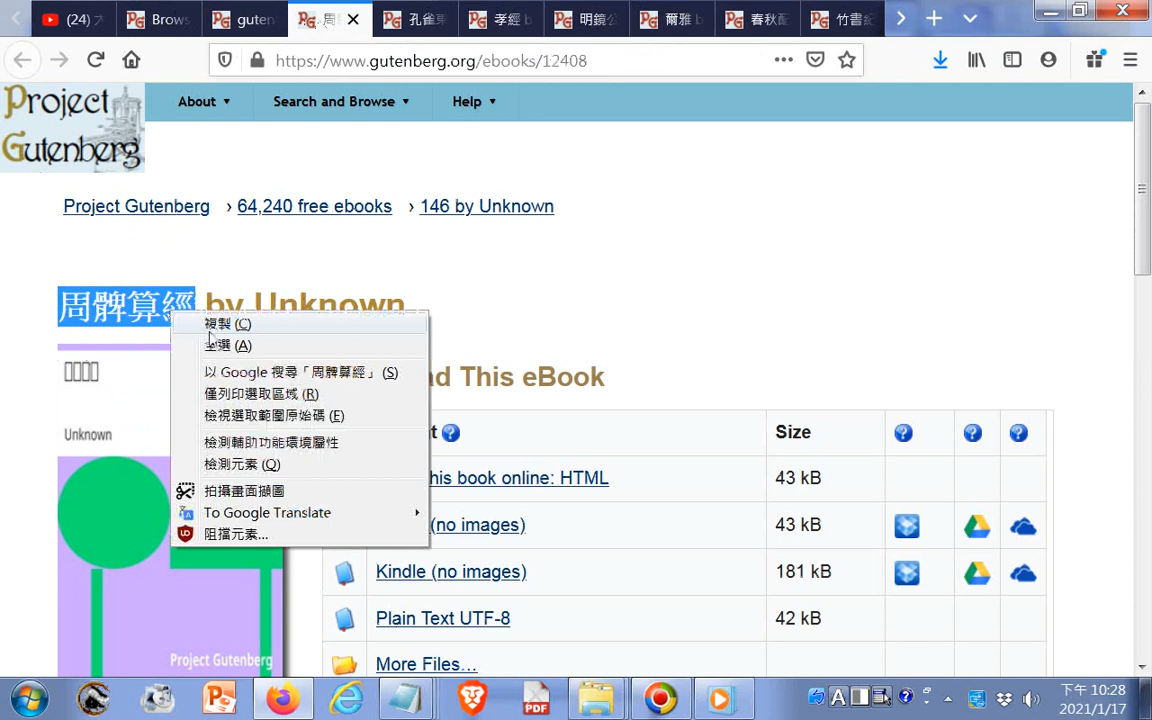 (24) 大
Brows
guten
周
孔雀東
孝經 b
明鏡公
爾雅 b
春秋配
竹書紀
https://www.gutenberg.org/ebooks/12408
Project Gutenberg
About
Search and Browse
Help
Project Gutenberg › 64,240 free ebooks › 146 by Unknown
周髀算經 by Unknown
複製 (C)
全選 (A)
以 Google 搜尋「周髀算經」 (S)
僅列印選取區域 (R)
檢視選取範圍原始碼 (E)
檢測輔助功能環境屬性
檢測元素 (Q)
拍攝畫面擷圖
To Google Translate
阻擋元素...
Unknown
Project Gutenberg
d This eBook
Size
his book online: HTML
43 kB
(no images)
43 kB
Kindle (no images)
181 kB
Plain Text UTF-8
42 kB
More Files…
PDF
下午 10:28
2021/1/17